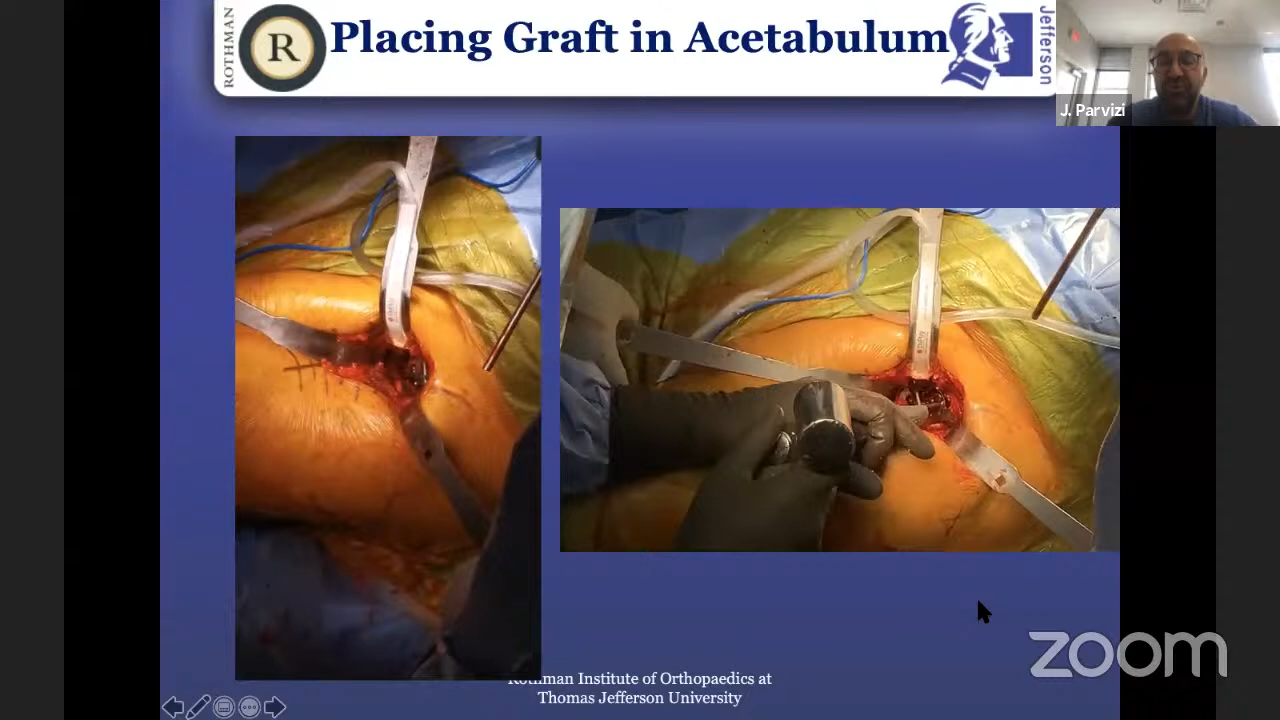 ROTHMAN
R
Placing Graft in Acetabulum
Jefferson
J. Parvizi
Rothman Institute of Orthopaedics at
Thomas Jefferson University
zoom